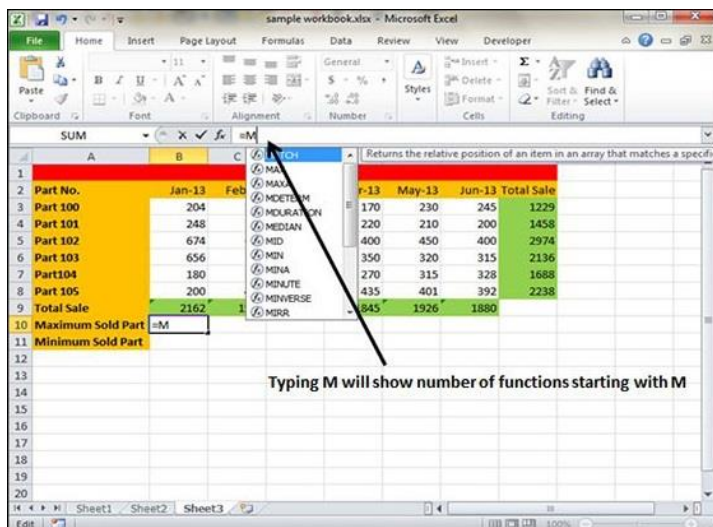 sample workbook.xlsx - Microsoft Excel
File Home Insert Page Layout Formulas Data Review View Developer
Paste
B I U
11
A A
General
$ - % ,
Styles
Insert
Delete
Format
Σ
Sort & Filter
Find & Select
Clipboard Font Alignment Number Cells Editing
SUM fx =M
A B C
1
2 Part No. Jan-13 Feb r-13 May-13 Jun-13 Total Sale
3 Part 100 204 170 230 245 1229
4 Part 101 248 220 210 200 1458
5 Part 102 674 400 450 400 2974
6 Part 103 656 350 320 315 2136
7 Part104 180 270 315 328 1688
8 Part 105 200 435 401 392 2238
9 Total Sale 2162 1 845 1926 1880
10 Maximum Sold Part =M
11 Minimum Sold Part
12
13
14
15
16
17
18
19
20
TCH
MAXA
MDETERM
MDURATION
MEDIAN
MID
MIN
MINA
MINUTE
MINVERSE
MIRR
Returns the relative position of an item in an array that matches a specifi
Typing M will show number of functions starting with M
Sheet1 Sheet2 Sheet3
Edit 100%